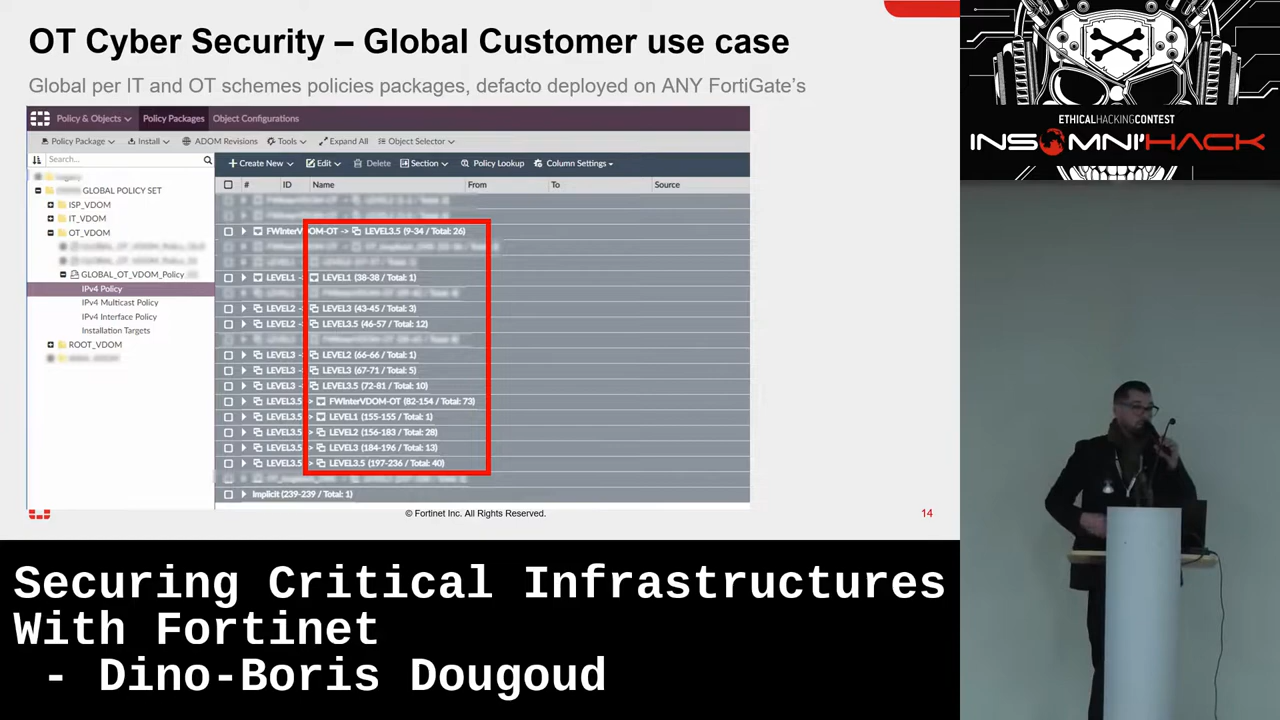 OT Cyber Security – Global Customer use case
Global per IT and OT schemes policies packages, defacto deployed on ANY FortiGate's
Policy & Objects Policy Packages Object Configurations
Policy Package Install ADOM Revisions Tools Expand All Object Selector
Search...
Create New Edit Delete Section Policy Lookup Column Settings
# ID Name From To Source
GLOBAL POLICY SET
ISP_VDOM
IT_VDOM
OT_VDOM
GLOBAL_OT_VDOM_Policy
IPv4 Policy
IPv4 Multicast Policy
IPv4 Interface Policy
Installation Targets
ROOT_VDOM
FWInterVDOM-OT -> LEVEL3.5 (9-34 / Total: 26)
LEVEL1 - LEVEL1 (38-38 / Total: 1)
LEVEL2 - LEVEL3 (43-45 / Total: 3)
LEVEL2 - LEVEL3.5 (46-57 / Total: 12)
LEVEL3 - LEVEL2 (66-66 / Total: 1)
LEVEL3 - LEVEL3 (67-71 / Total: 5)
LEVEL3 - LEVEL3.5 (72-81 / Total: 10)
LEVEL3.5 > FWInterVDOM-OT (82-154 / Total: 73)
LEVEL3.5 > LEVEL1 (155-155 / Total: 1)
LEVEL3.5 > LEVEL2 (156-183 / Total: 28)
LEVEL3.5 > LEVEL3 (184-196 / Total: 13)
LEVEL3.5 > LEVEL3.5 (197-236 / Total: 40)
Implicit (239-239 / Total: 1)
© Fortinet Inc. All Rights Reserved.
14
ETHICALHACKINGCONTEST
INSOMNI'HACK
Securing Critical Infrastructures
With Fortinet
- Dino-Boris Dougoud